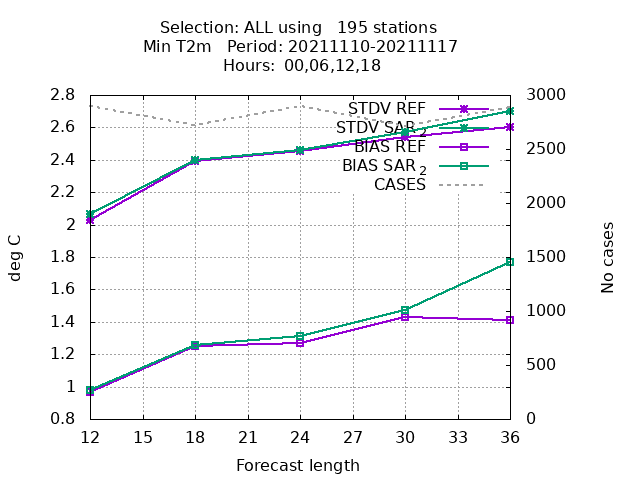 Selection: ALL using 195 stations
Min T2m Period: 20211110-20211117
Hours: 00,06,12,18
2.8
2.6
2.4
2.2
2
1.8
1.6
1.4
1.2
1
0.8
deg C
STDV REF
STDV SAR 2
BIAS REF
BIAS SAR 2
CASES
3000
2500
2000
1500
1000
500
0
No cases
12 15 18 21 24 27 30 33 36
Forecast length